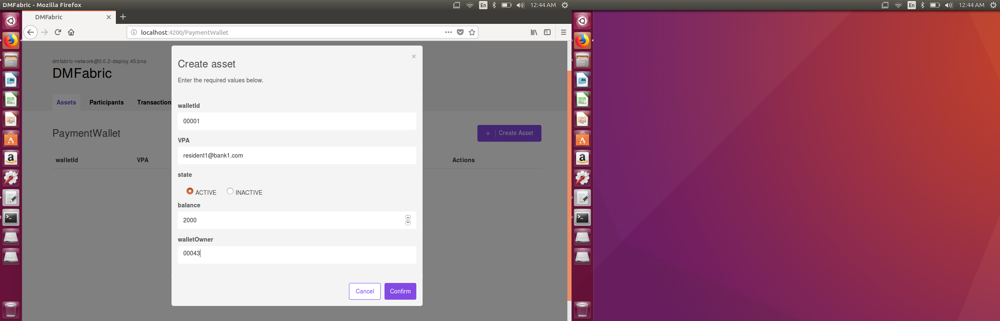 DMFabric - Mozilla Firefox
En
12:44 AM
En
12:44 AM
DMFabric
localhost:4200/PaymentWallet
dmfabric-network@0.0.2-deploy.45.bna
DMFabric
Assets
Participants
Transaction
PaymentWallet
+ Create Asset
walletId
VPA
Actions
Create asset
Enter the required values below.
walletId
00001
VPA
resident1@bank1.com
state
ACTIVE
INACTIVE
balance
2000
walletOwner
00043
Cancel
Confirm